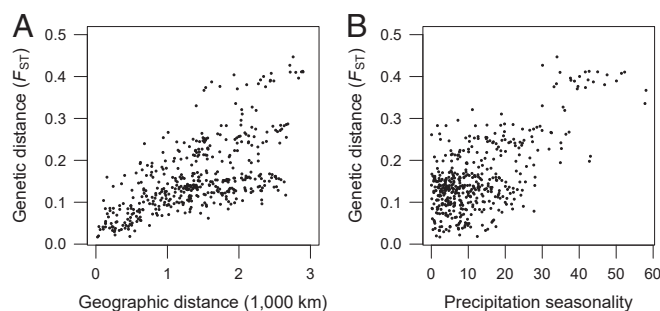 A
Genetic distance (FST)
0.5
0.4
0.3
0.2
0.1
0.0
0 1 2 3
Geographic distance (1,000 km)
B
Genetic distance (FST)
0.5
0.4
0.3
0.2
0.1
0.0
0 10 20 30 40 50 60
Precipitation seasonality